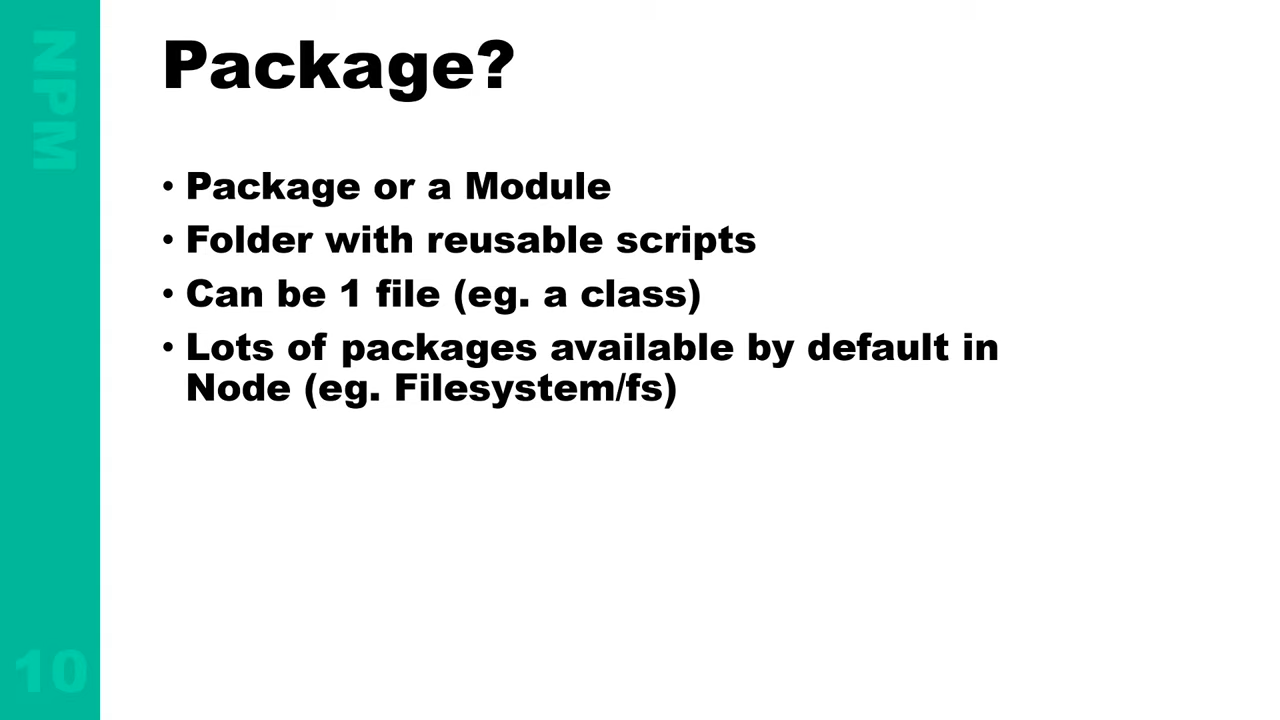 NPM
Package?
• Package or a Module
• Folder with reusable scripts
• Can be 1 file (eg. a class)
• Lots of packages available by default in
Node (eg. Filesystem/fs)
10